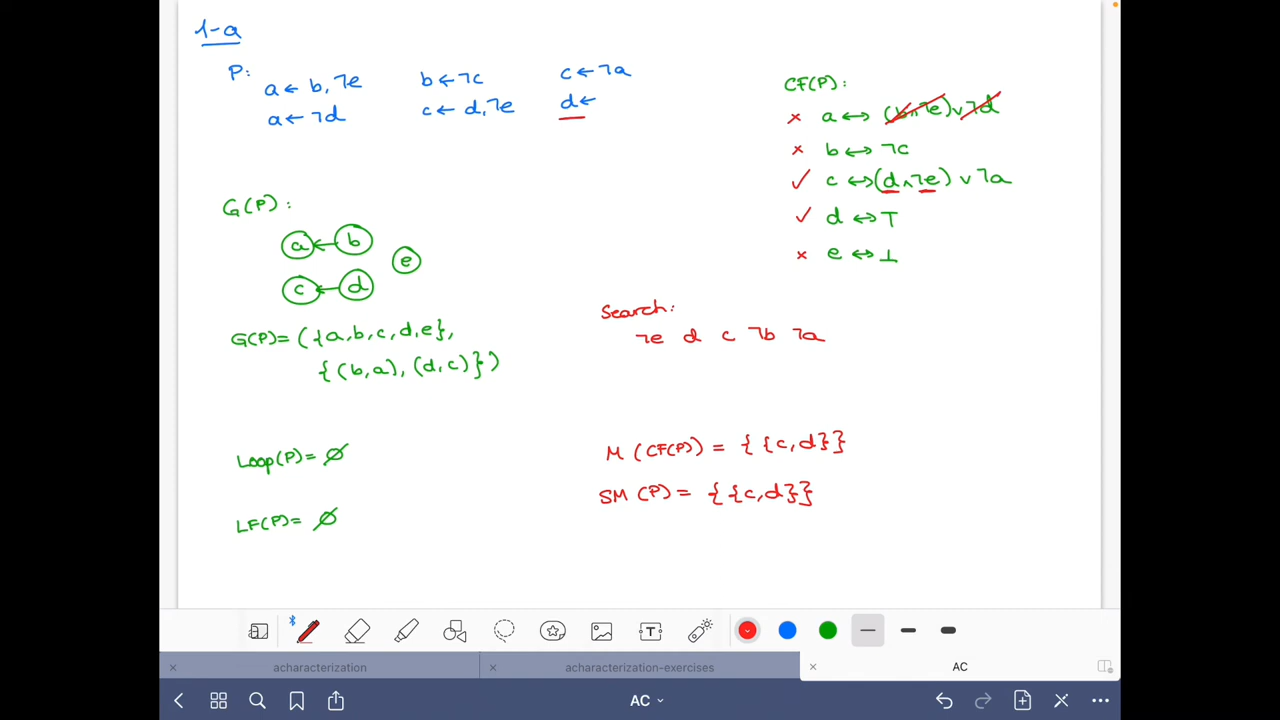 1-a
P:
a ← b, ¬e
b ← ¬c
c ← ¬a
a ← ¬d
c ← d, ¬e
d ←
CF(P):
× a ↔ (b ∧ ¬e) ∨ ¬d
× b ↔ ¬c
✓ c ↔ (d ∧ ¬e) ∨ ¬a
✓ d ↔ ⊤
× e ↔ ⊥
G(P):
a ← b
e
c ← d
G(P) = ({a,b,c,d,e},
{(b,a), (d,c)})
Search:
¬e d c ¬b ¬a
Loop(P) = ∅
LF(P) = ∅
M (CF(P)) = {{c,d}}
SM (P) = {{c,d}}
T
acharacterization
acharacterization-exercises
AC
AC